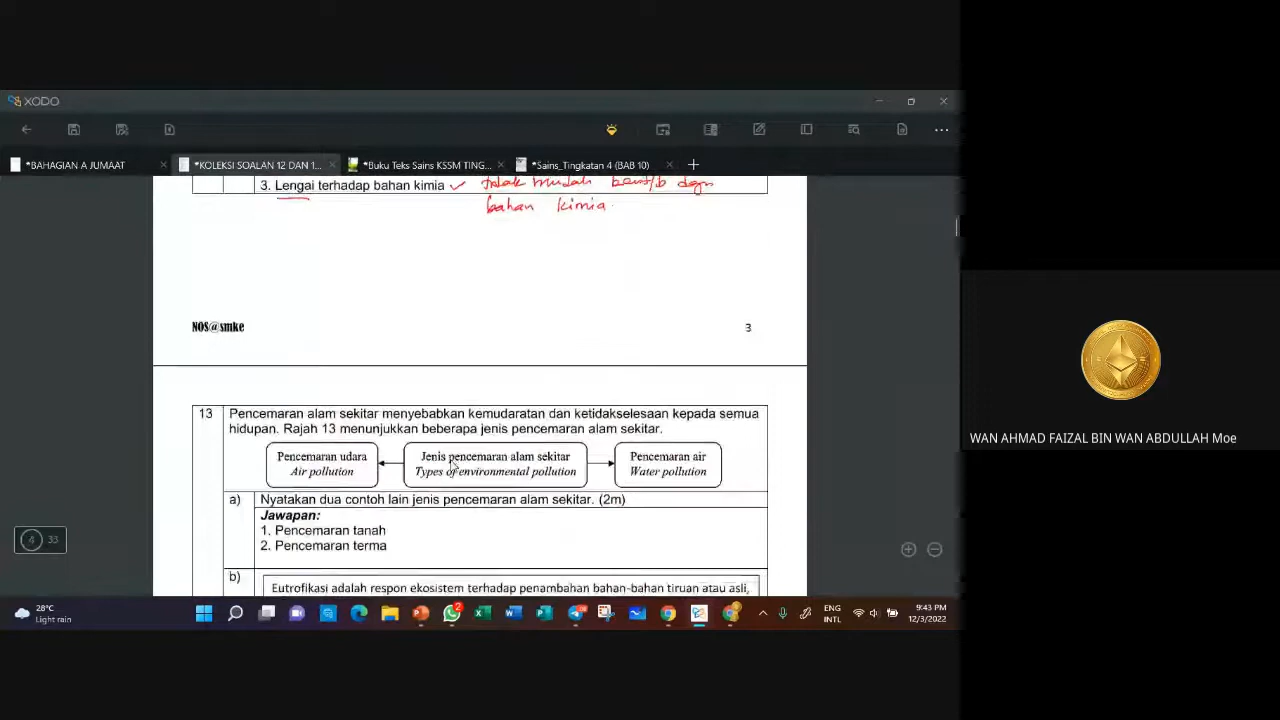 XODO
*BAHAGIAN A JUMAAT
*KOLEKSI SOALAN 12 DAN 1...
*Buku Teks Sains KSSM TING...
*Sains_Tingkatan 4 (BAB 10)
3. Lengai terhadap bahan kimia ✓ tidak mudah
bahan kimia
NOS@smke
3
13 Pencemaran alam sekitar menyebabkan kemudaratan dan ketidakselesaan kepada semua
hidupan. Rajah 13 menunjukkan beberapa jenis pencemaran alam sekitar.
Pencemaran udara
Air pollution
Jenis pencemaran alam sekitar
Types of environmental pollution
Pencemaran air
Water pollution
a) Nyatakan dua contoh lain jenis pencemaran alam sekitar. (2m)
Jawapan:
1. Pencemaran tanah
2. Pencemaran terma
b) Eutrofikasi adalah respon ekosistem terhadap penambahan bahan-bahan tiruan atau asli,
4 33
WAN AHMAD FAIZAL BIN WAN ABDULLAH Moe
28°C
Light rain
2
ENG
INTL
9:43 PM
12/3/2022